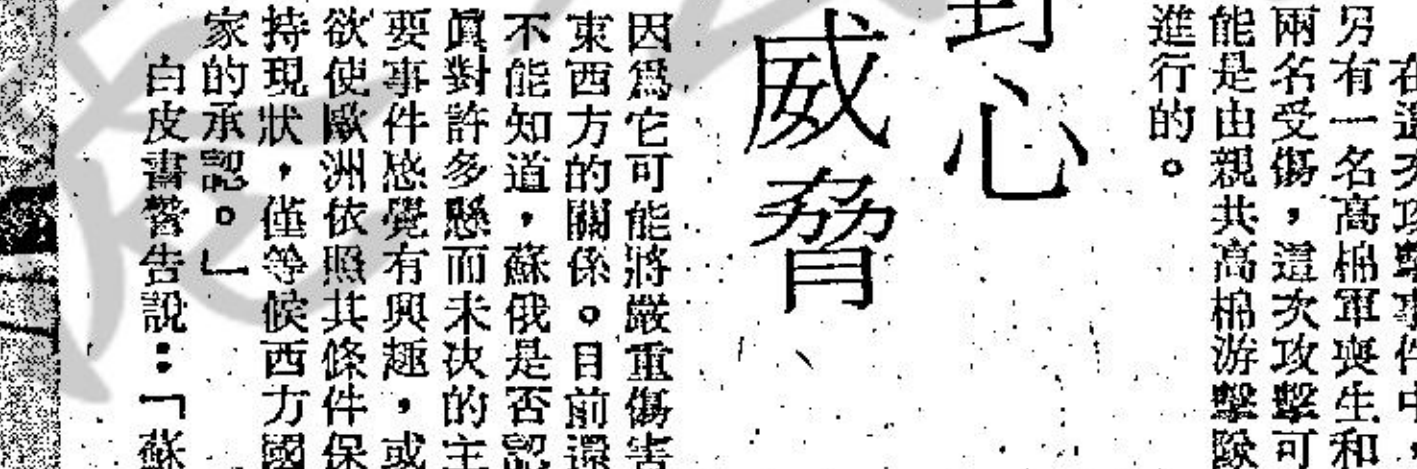 在這次攻擊事件中，
另有一名高棉軍喪生和
兩名受傷，這次攻擊可
能是由親共高棉游擊隊
進行的。
心
威脅
因爲它可能將嚴重傷害
東西方的關係。目前還
不能知道，蘇俄是否認
眞對許多懸而未決的主
要事件感覺有興趣，或
欲使歐洲依照其條件保
持現狀，僅等候西方國
家的承認。」
白皮書警告說：「蘇